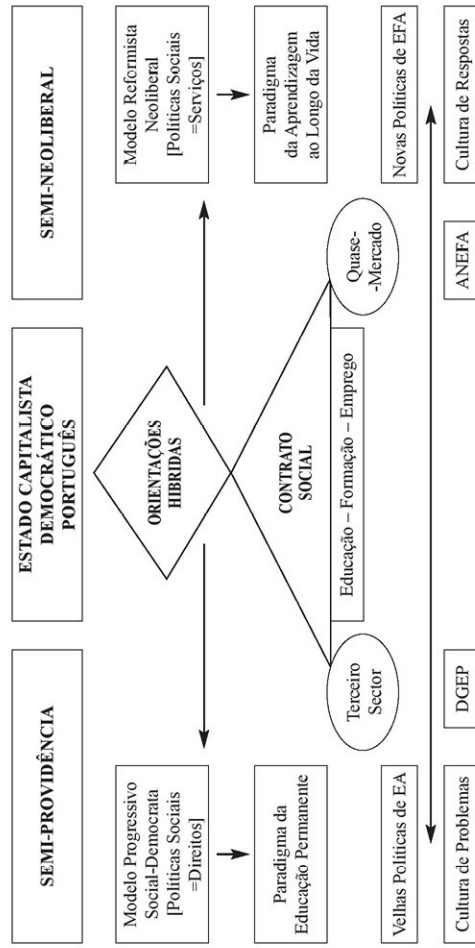 SEMI-PROVIDÊNCIA
ESTADO CAPITALISTA
DEMOCRÁTICO
PORTUGUÊS
SEMI-NEOLIBERAL
Modelo Progressivo
Social-Democrata
[Políticas Sociais
=Direitos]
ORIENTAÇÕES
HIBRIDAS
Modelo Reformista
Neoliberal
[Políticas Sociais
=Serviços]
Paradigma da
Educação Permanente
CONTRATO
SOCIAL
Paradigma
da Aprendizagem
ao Longo da Vida
Terceiro
Sector
Educação – Formação – Emprego
Quase-
-Mercado
Velhas Políticas de EA
Novas Políticas de EFA
Cultura de Problemas
DGEP
ANEFA
Cultura de Respostas